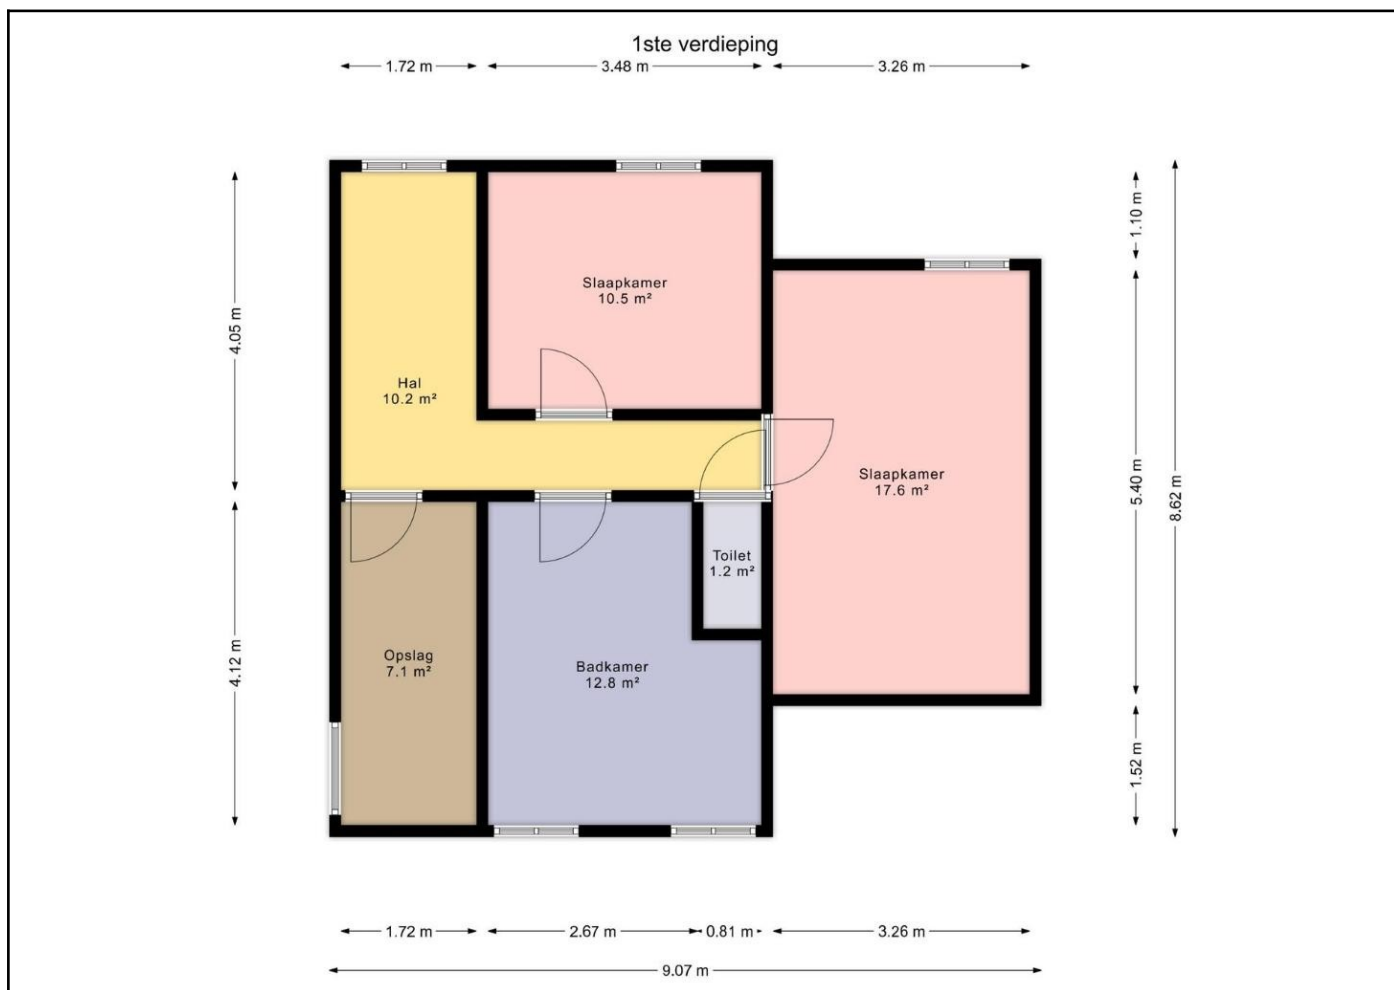 1ste verdieping
1.72 m
3.48 m
3.26 m
1.10 m
4.05 m
Slaapkamer
10.5 m²
Hal
10.2 m²
Slaapkamer
17.6 m²
5.40 m
8.62 m
Toilet
1.2 m²
Opslag
7.1 m²
Badkamer
12.8 m²
4.12 m
1.52 m
1.72 m
2.67 m
0.81 m
3.26 m
9.07 m